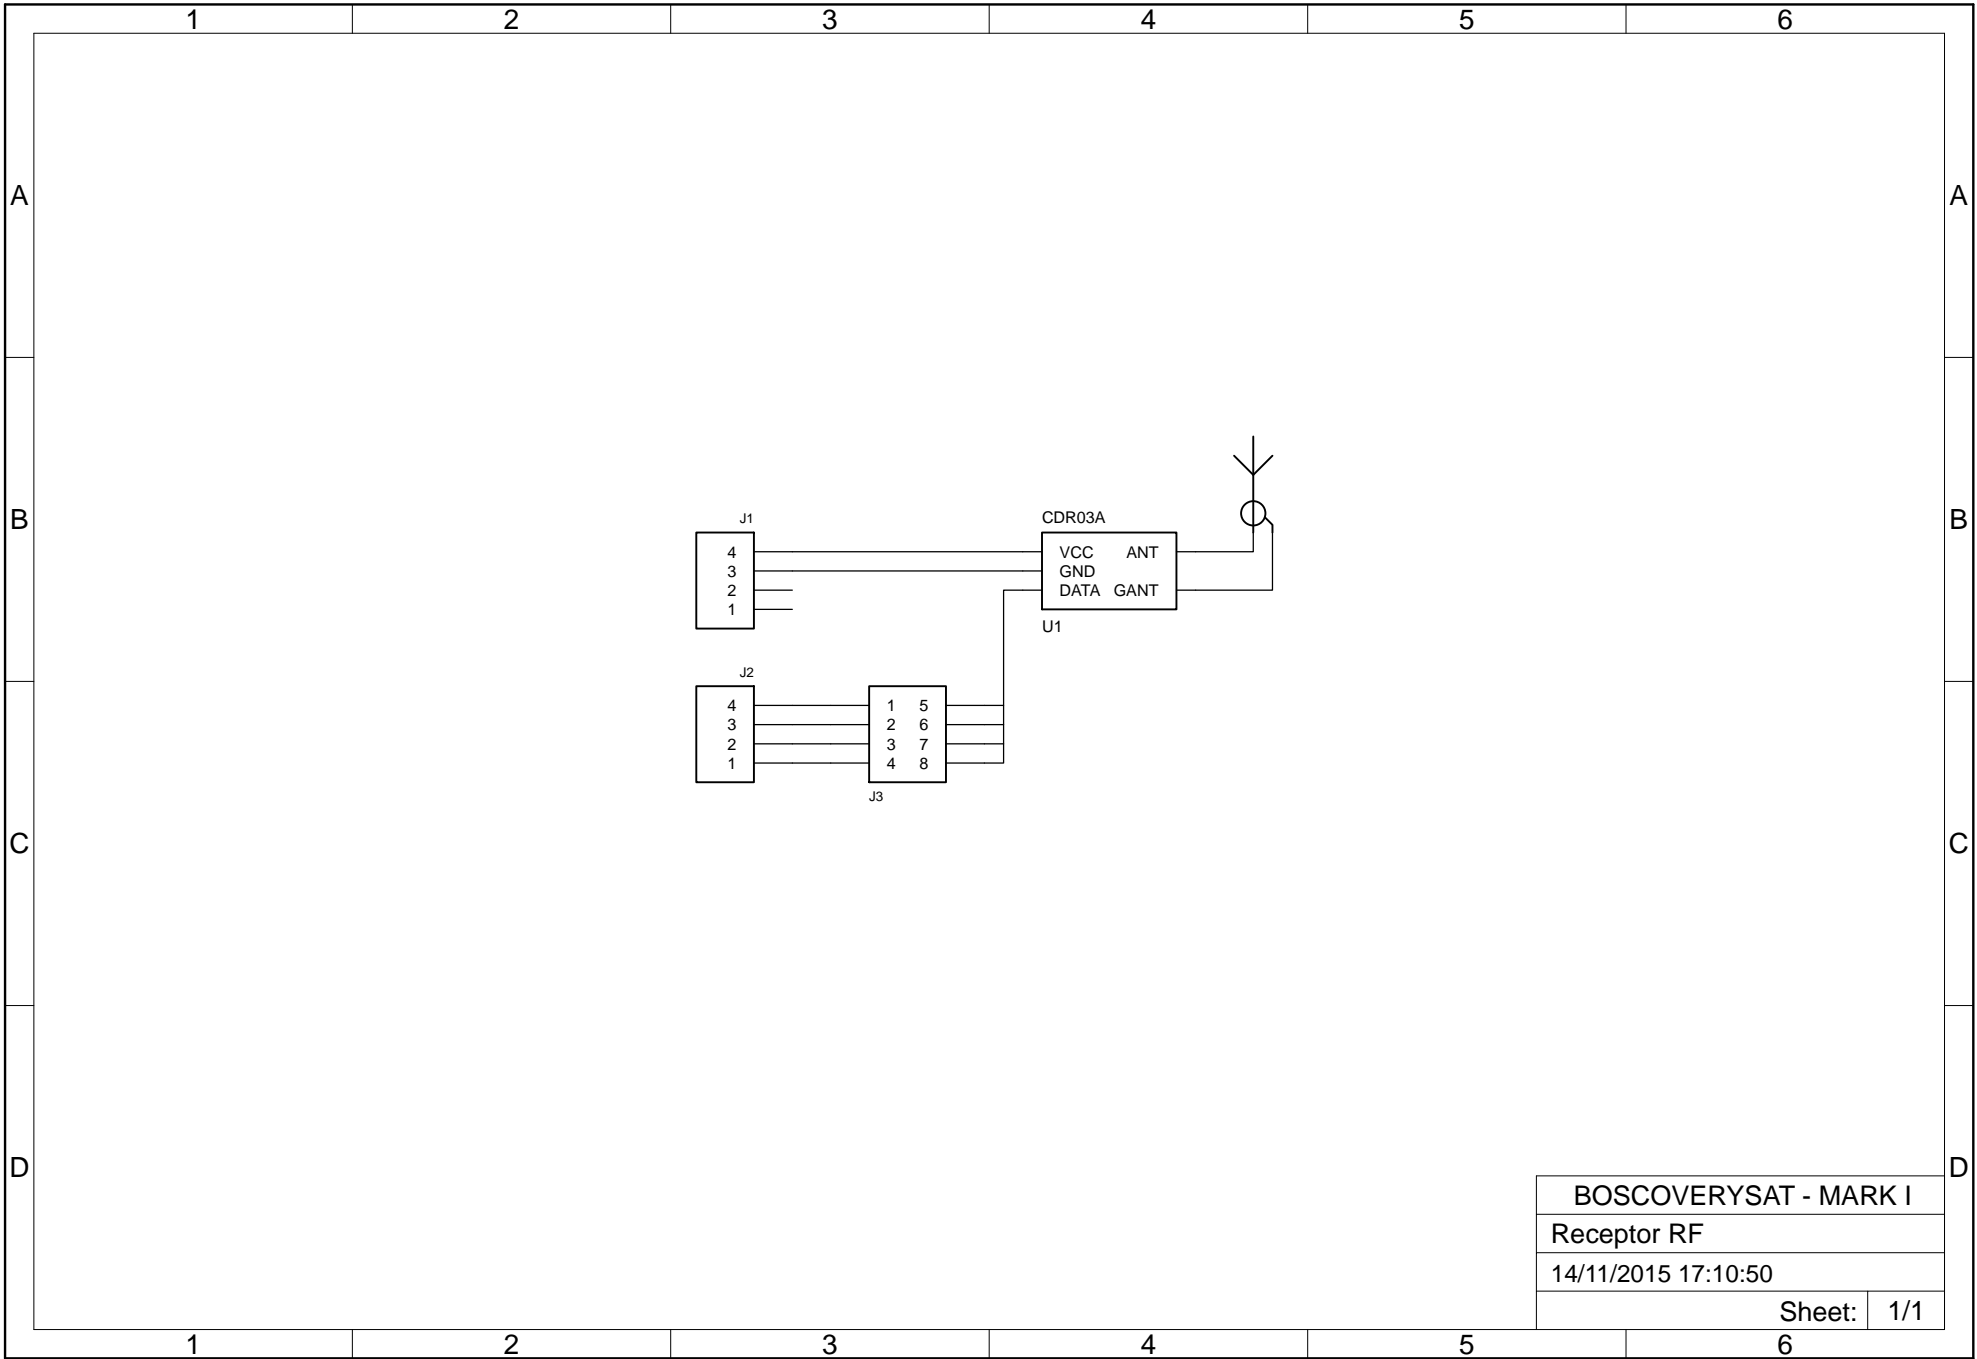 1 2 3 4 5 6
A A
B B
J1
4
3
2
1
CDR03A
VCC ANT
GND
DATA GANT
U1
J2
4
3
2
1
1 5
2 6
3 7
4 8
J3
C C
D D
BOSCOVERYSAT - MARK I
Receptor RF
14/11/2015 17:10:50
Sheet: 1/1
1 2 3 4 5 6